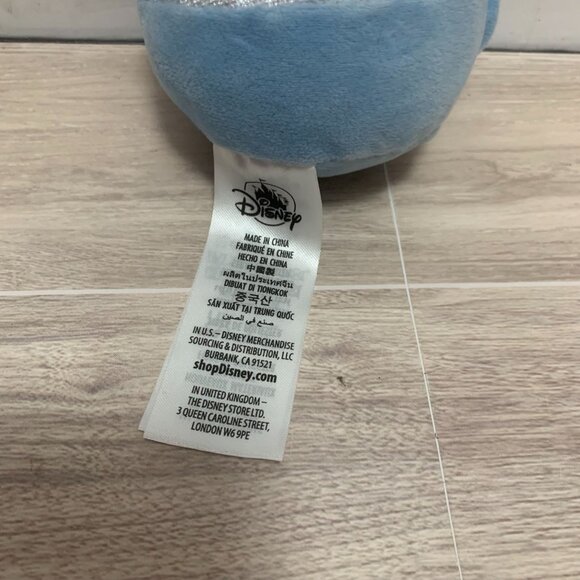 Disney
MADE IN CHINA
FABRIQUÉ EN CHINE
HECHO EN CHINA
中國製
ผลิตในประเทศจีน
DIBUAT DI TIONGKOK
중국산
SẢN XUẤT TẠI TRUNG QUỐC
صنع في الصين
IN U.S.– DISNEY MERCHANDISE
SOURCING & DISTRIBUTION, LLC
BURBANK, CA 91521
shopDisney.com
IN UNITED KINGDOM –
THE DISNEY STORE LTD.
3 QUEEN CAROLINE STREET,
LONDON W6 9PE